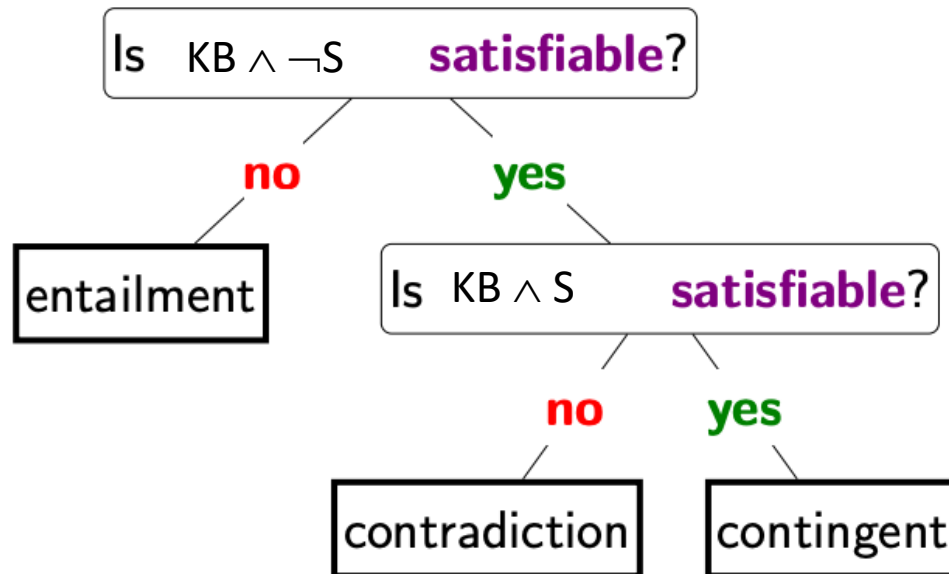 Is KB ∧ ¬S satisfiable?
no yes
entailment
Is KB ∧ S satisfiable?
no yes
contradiction contingent